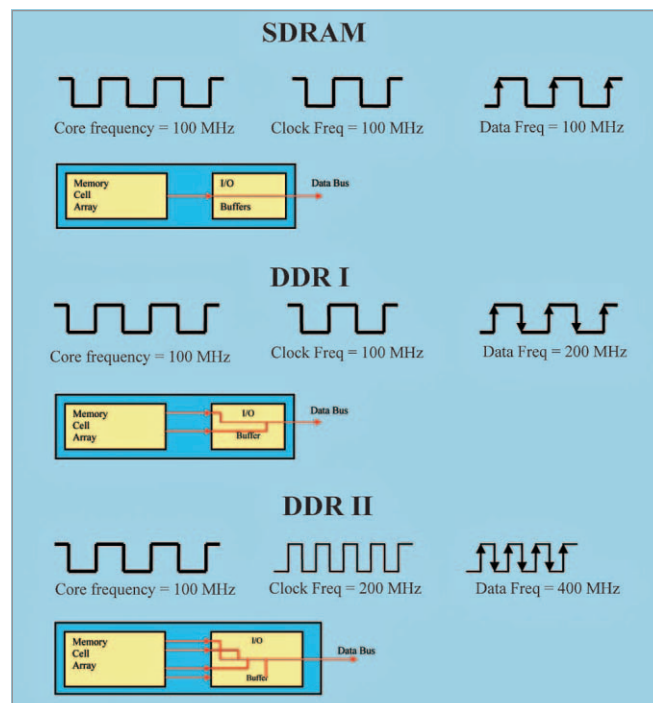 SDRAM
Core frequency = 100 MHz
Clock Freq = 100 MHz
Data Freq = 100 MHz
Memory
Cell
Array
I/O
Buffers
Data Bus
DDR I
Core frequency = 100 MHz
Clock Freq = 100 MHz
Data Freq = 200 MHz
Memory
Cell
Array
I/O
Buffer
Data Bus
DDR II
Core frequency = 100 MHz
Clock Freq = 200 MHz
Data Freq = 400 MHz
Memory
Cell
Array
I/O
Buffer
Data Bus